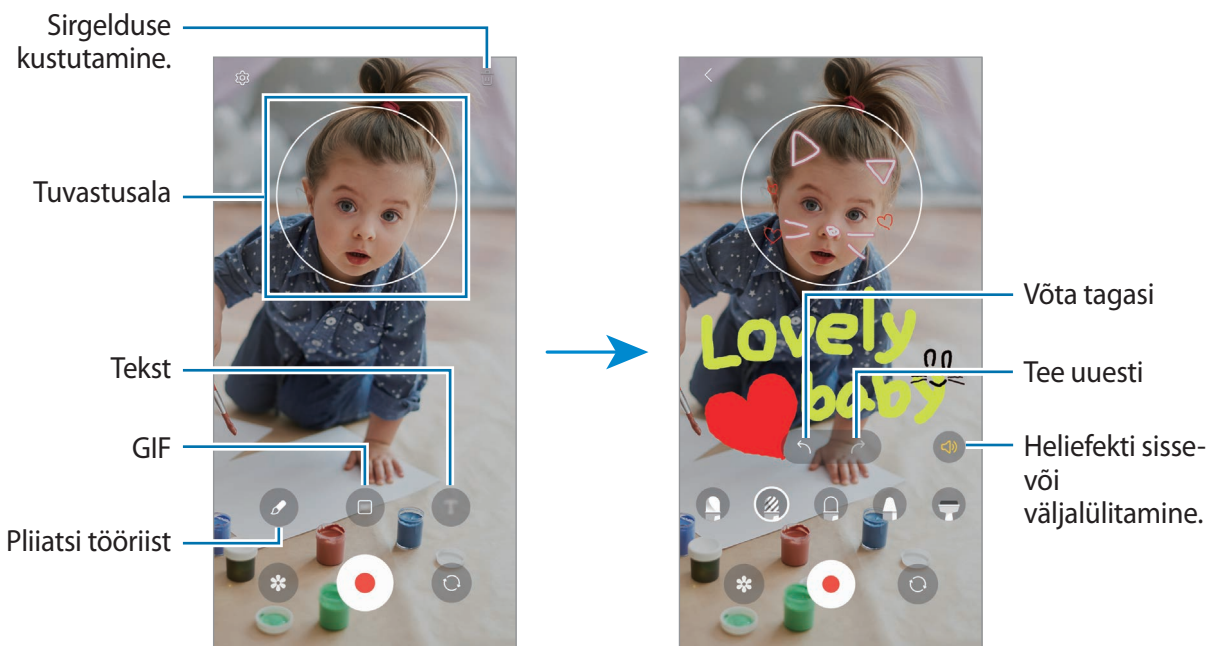 Sirgelduse
kustutamine.
Tuvastusala
Tekst
GIF
Pliiatsi tööriist
T
Lovely
baby
Võta tagasi
Tee uuesti
Heliefekti sisse-
või
väljalülitamine.